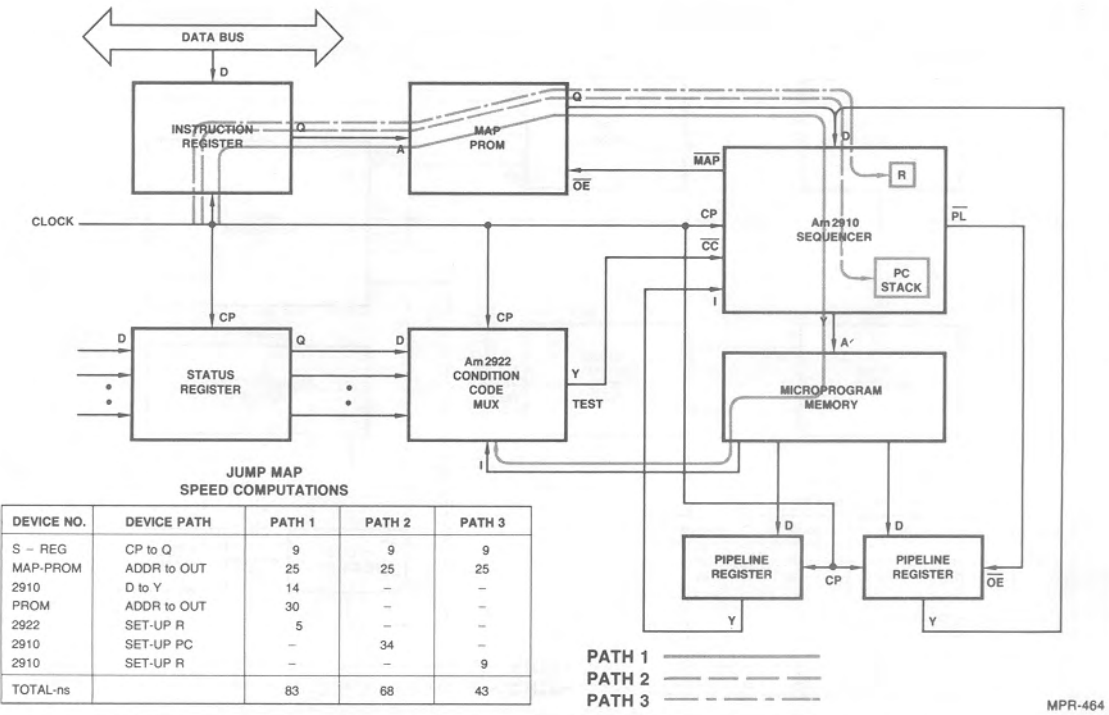 DATA BUS
D
INSTRUCTION
REGISTER
Q
A
MAP
PROM
Q
MAP
OE
D
R
Am2910
SEQUENCER
PC
STACK
CP
CC
I
PL
Y
CLOCK
CP
CP
D
STATUS
REGISTER
Q
D
Am2922
CONDITION
CODE
MUX
Y
TEST
I
A
MICROPROGRAM
MEMORY
D
D
PIPELINE
REGISTER
CP
PIPELINE
REGISTER
OE
Y
Y
JUMP MAP
SPEED COMPUTATIONS
DEVICE NO. DEVICE PATH PATH 1 PATH 2 PATH 3
S – REG CP to Q 9 9 9
MAP-PROM ADDR to OUT 25 25 25
2910 D to Y 14 – –
PROM ADDR to OUT 30 – –
2922 SET-UP R 5 – –
2910 SET-UP PC – 34 –
2910 SET-UP R – – 9
TOTAL-ns 83 68 43
PATH 1
PATH 2
PATH 3
MPR-464